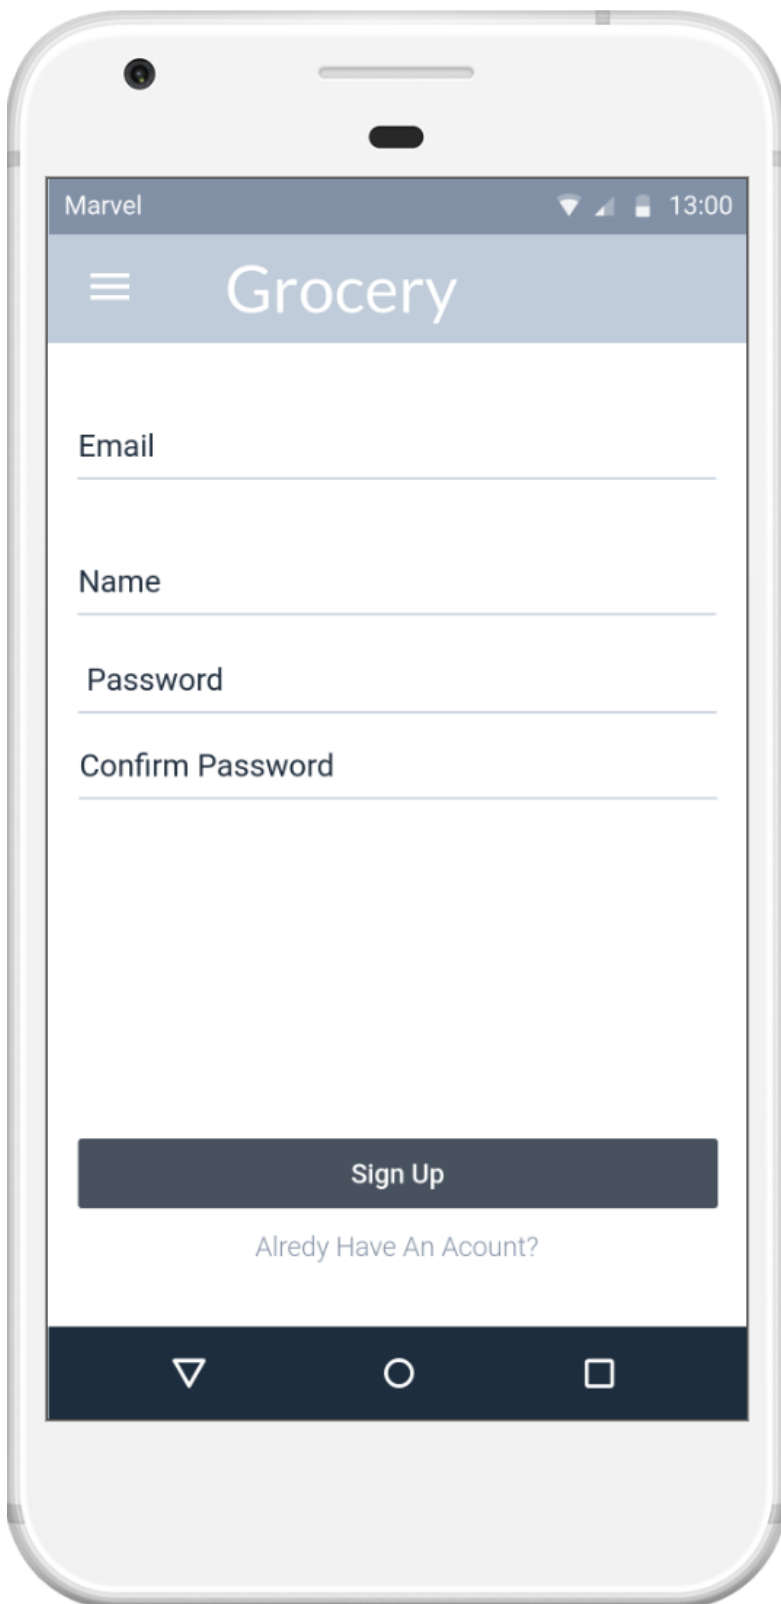 Marvel 13:00
Grocery
Email
Name
Password
Confirm Password
Sign Up
Alredy Have An Acount?